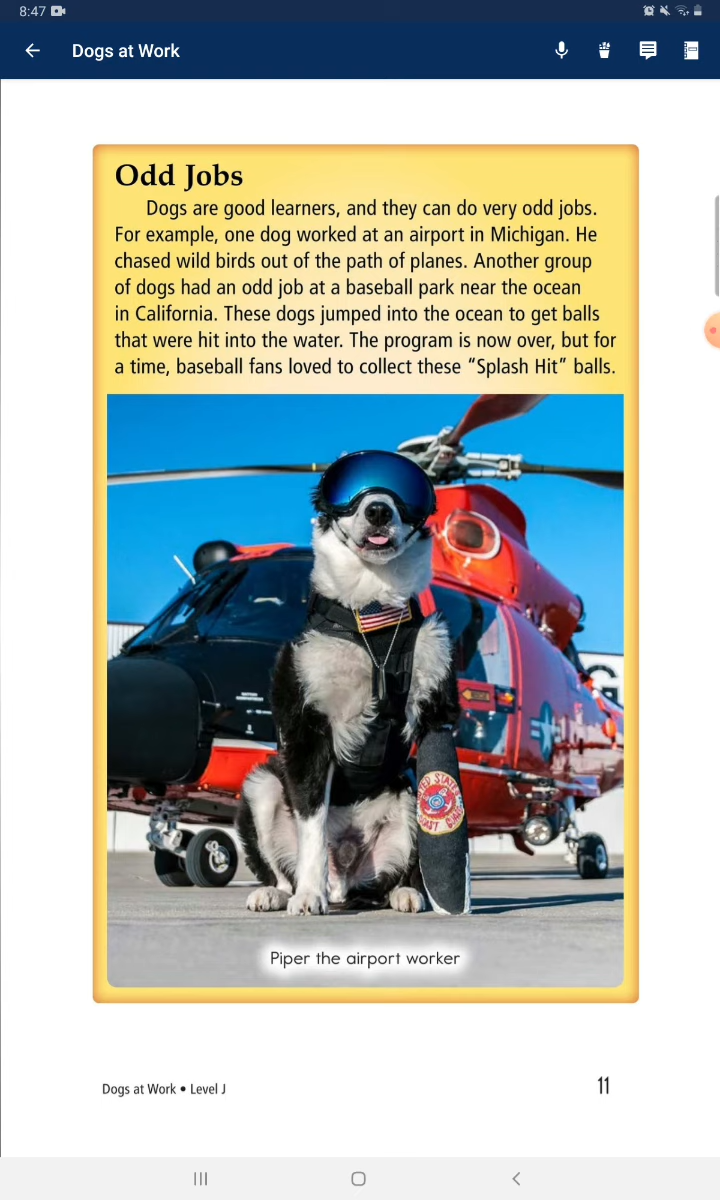 8:47
Dogs at Work
Odd Jobs
Dogs are good learners, and they can do very odd jobs.
For example, one dog worked at an airport in Michigan. He
chased wild birds out of the path of planes. Another group
of dogs had an odd job at a baseball park near the ocean
in California. These dogs jumped into the ocean to get balls
that were hit into the water. The program is now over, but for
a time, baseball fans loved to collect these “Splash Hit” balls.
G
UNITED STATES
COAST GUARD
Piper the airport worker
Dogs at Work • Level J
11